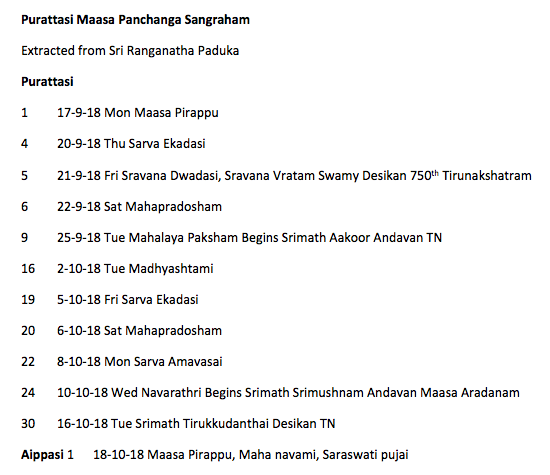 Purattasi Maasa Panchanga Sangraham
Extracted from Sri Ranganatha Paduka
Purattasi
1 17-9-18 Mon Maasa Pirappu
4 20-9-18 Thu Sarva Ekadasi
5 21-9-18 Fri Sravana Dwadasi, Sravana Vratam Swamy Desikan 750th Tirunakshatram
6 22-9-18 Sat Mahapradosham
9 25-9-18 Tue Mahalaya Paksham Begins Srimath Aakoor Andavan TN
16 2-10-18 Tue Madhyashtami
19 5-10-18 Fri Sarva Ekadasi
20 6-10-18 Sat Mahapradosham
22 8-10-18 Mon Sarva Amavasai
24 10-10-18 Wed Navarathri Begins Srimath Srimushnam Andavan Maasa Aradanam
30 16-10-18 Tue Srimath Tirukkudanthai Desikan TN
Aippasi 1 18-10-18 Maasa Pirappu, Maha navami, Saraswati pujai